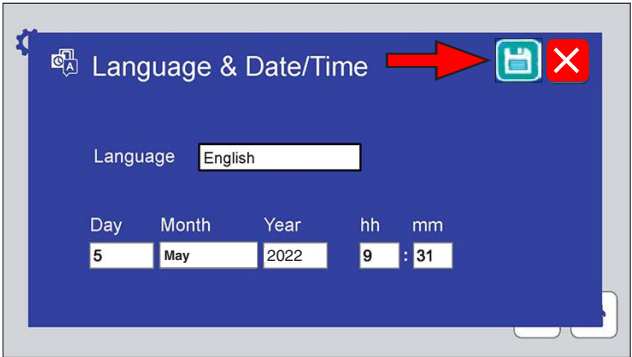 Language & Date/Time
Language English
Day Month Year hh mm
5 May 2022 9 : 31